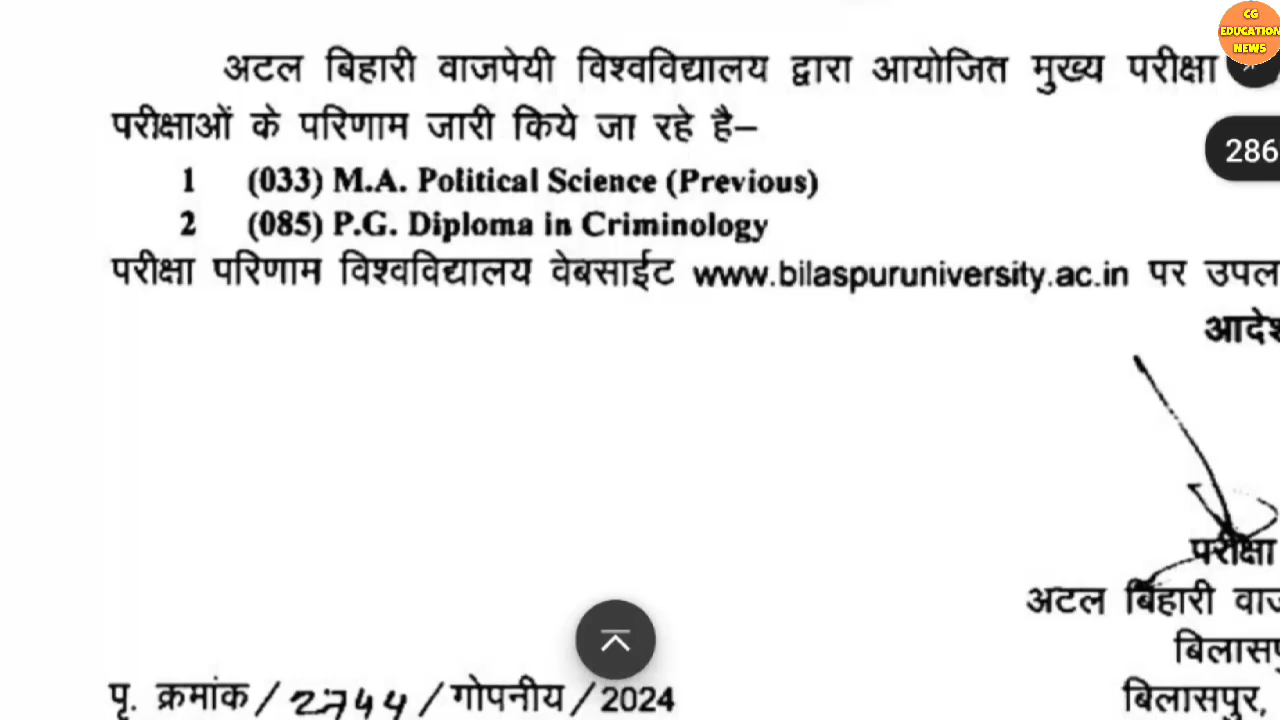 CG
EDUCATION
NEWS
अटल बिहारी वाजपेयी विश्वविद्यालय द्वारा आयोजित मुख्य परीक्षा
परीक्षाओं के परिणाम जारी किये जा रहे है–
286
1 (033) M.A. Political Science (Previous)
2 (085) P.G. Diploma in Criminology
परीक्षा परिणाम विश्वविद्यालय वेबसाईट www.bilaspuruniversity.ac.in पर
परीक्षा
अटल बिहारी
बिलासपुर,
पृ. क्रमांक / 2744 / गोपनीय / 2024